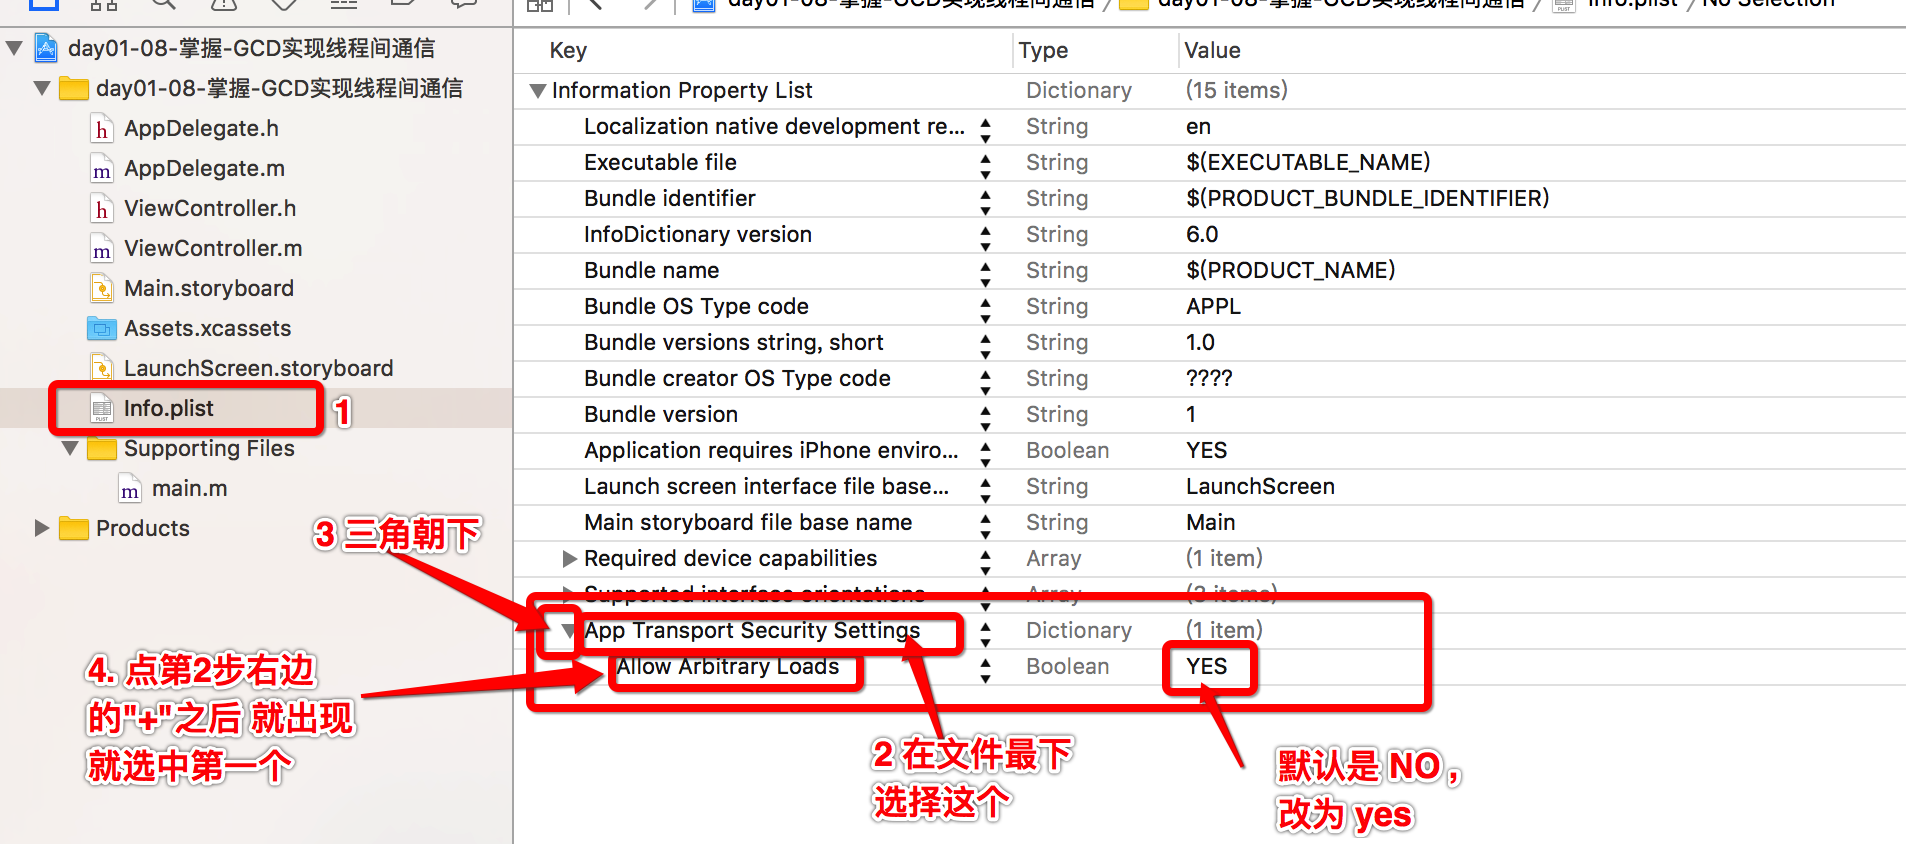 day01-08-掌握-GCD实现线程间通信 day01-08-掌握-GCD实现线程间通信 Info.plist No Selection
day01-08-掌握-GCD实现线程间通信
day01-08-掌握-GCD实现线程间通信
AppDelegate.h
AppDelegate.m
ViewController.h
ViewController.m
Main.storyboard
Assets.xcassets
LaunchScreen.storyboard
Info.plist
1
Supporting Files
main.m
Products
3 三角朝下
4. 点第2步右边
的"+"之后 就出现
就选中第一个
Key Type Value
Information Property List Dictionary (15 items)
Localization native development re... String en
Executable file String $(EXECUTABLE_NAME)
Bundle identifier String $(PRODUCT_BUNDLE_IDENTIFIER)
InfoDictionary version String 6.0
Bundle name String $(PRODUCT_NAME)
Bundle OS Type code String APPL
Bundle versions string, short String 1.0
Bundle creator OS Type code String ????
Bundle version String 1
Application requires iPhone enviro... Boolean YES
Launch screen interface file base... String LaunchScreen
Main storyboard file base name String Main
Required device capabilities Array (1 item)
Supported interface orientations Array (3 items)
App Transport Security Settings Dictionary (1 item)
Allow Arbitrary Loads Boolean YES
2 在文件最下
选择这个
默认是 NO ,
改为 yes